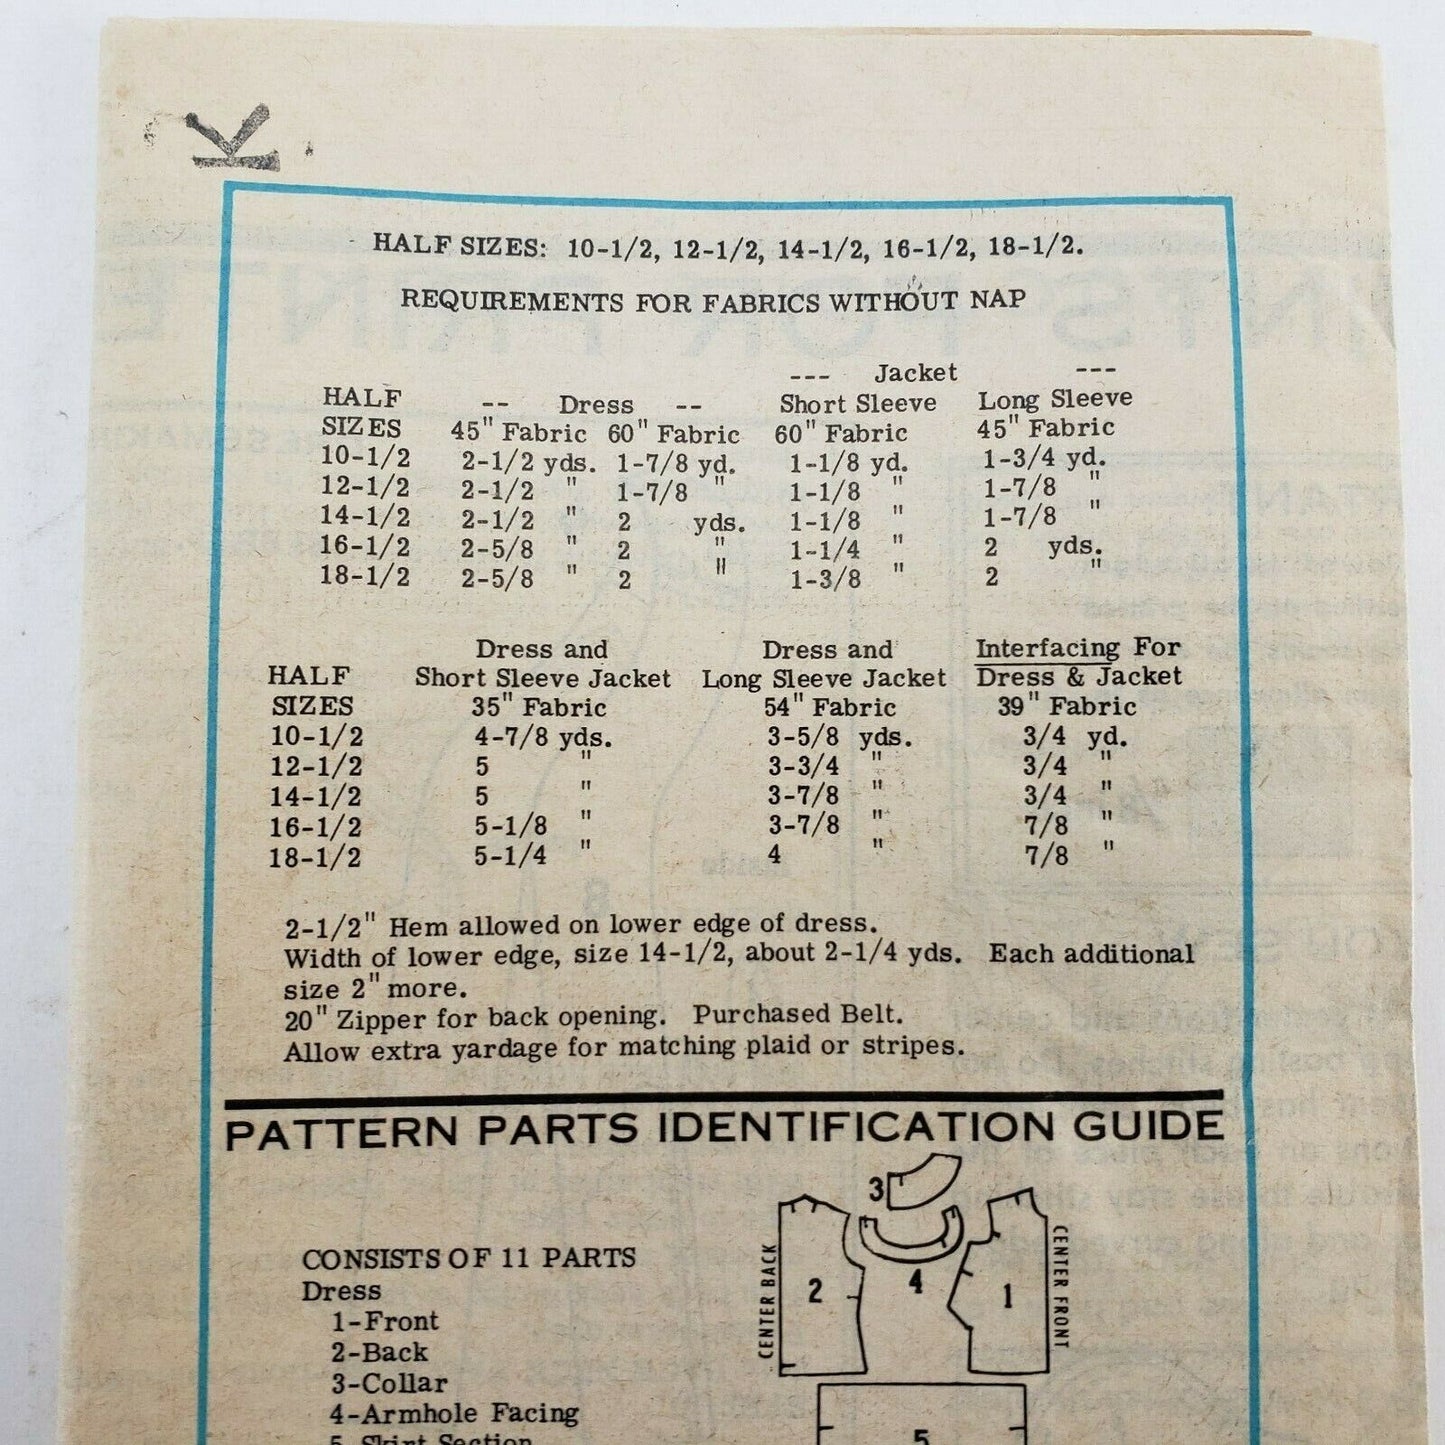 HALF SIZES: 10-1/2, 12-1/2, 14-1/2, 16-1/2, 18-1/2.
REQUIREMENTS FOR FABRICS WITHOUT NAP
--- Jacket ---
HALF -- Dress -- Short Sleeve Long Sleeve
SIZES 45" Fabric 60" Fabric 60" Fabric 45" Fabric
10-1/2 2-1/2 yds. 1-7/8 yd. 1-1/8 yd. 1-3/4 yd.
12-1/2 2-1/2 " 1-7/8 " 1-1/8 " 1-7/8 "
14-1/2 2-1/2 " 2 yds. 1-1/8 " 1-7/8 "
16-1/2 2-5/8 " 2 " 1-1/4 " 2 yds.
18-1/2 2-5/8 " 2 " 1-3/8 " 2 "
Dress and Dress and Interfacing For
HALF Short Sleeve Jacket Long Sleeve Jacket Dress & Jacket
SIZES 35" Fabric 54" Fabric 39" Fabric
10-1/2 4-7/8 yds. 3-5/8 yds. 3/4 yd.
12-1/2 5 " 3-3/4 " 3/4 "
14-1/2 5 " 3-7/8 " 3/4 "
16-1/2 5-1/8 " 3-7/8 " 7/8 "
18-1/2 5-1/4 " 4 " 7/8 "
2-1/2" Hem allowed on lower edge of dress.
Width of lower edge, size 14-1/2, about 2-1/4 yds. Each additional
size 2" more.
20" Zipper for back opening. Purchased Belt.
Allow extra yardage for matching plaid or stripes.
PATTERN PARTS IDENTIFICATION GUIDE
CONSISTS OF 11 PARTS
Dress
1-Front
2-Back
3-Collar
4-Armhole Facing
5-Skirt Section
3
2
4
1
CENTER BACK
CENTER FRONT
5